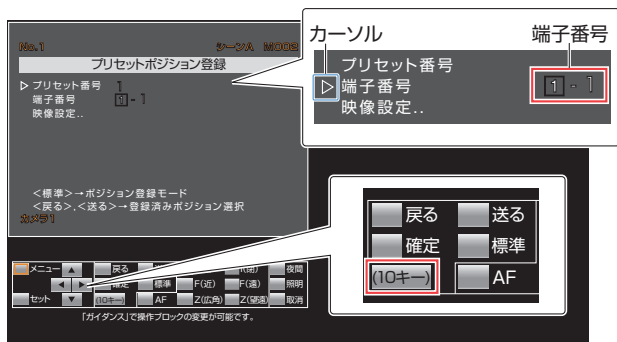 カーソル
端子番号
No.1
シーンA M002
プリセットポジション登録
プリセット番号 1
端子番号 1 - 1
映像設定..
プリセット番号
端子番号 1 - 1
映像設定..
<標準>→ポジション登録モード
<戻る>.<送る>→登録済みポジション選択
カメラ1
戻る 送る
確定 標準
(10キー) AF
メニュー ▲ 戻る 夜間
◀ ▶ 確定 標準 F(近) F(遠) 照明
セット ▼ (10キー) AF Z(広角) Z(望遠) 取消
「ガイダンス」で操作ブロックの変更が可能です。